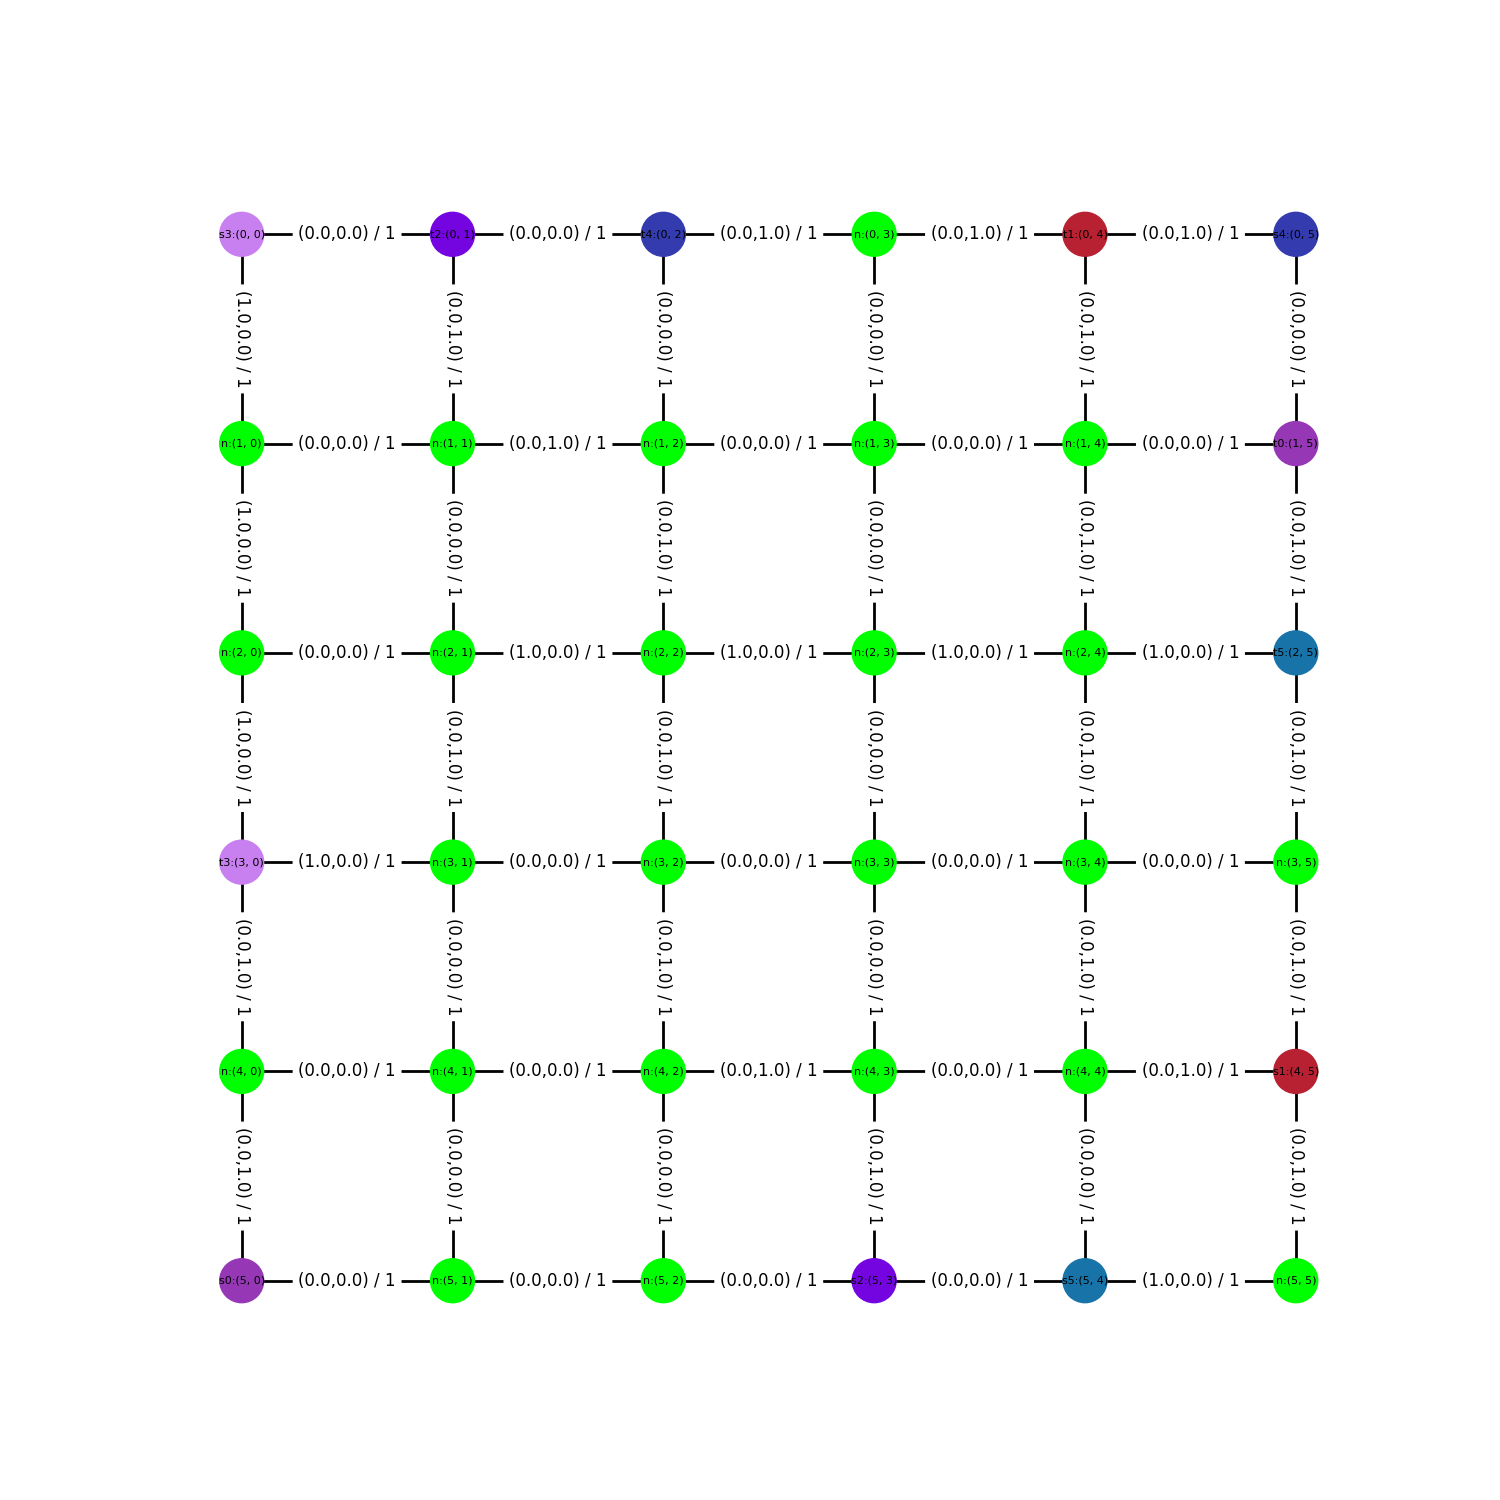 s3:(0, 0) (0.0,0.0) / 1 t2:(0, 1) (0.0,0.0) / 1 t4:(0, 2) (0.0,1.0) / 1 n:(0, 3) (0.0,1.0) / 1 t1:(0, 4) (0.0,1.0) / 1 s4:(0, 5)
(1.0,0.0) / 1 (0.0,1.0) / 1 (0.0,0.0) / 1 (0.0,0.0) / 1 (0.0,1.0) / 1 (0.0,0.0) / 1
n:(1, 0) (0.0,0.0) / 1 n:(1, 1) (0.0,1.0) / 1 n:(1, 2) (0.0,0.0) / 1 n:(1, 3) (0.0,0.0) / 1 n:(1, 4) (0.0,0.0) / 1 t0:(1, 5)
(1.0,0.0) / 1 (0.0,0.0) / 1 (0.0,1.0) / 1 (0.0,0.0) / 1 (0.0,1.0) / 1 (0.0,1.0) / 1
n:(2, 0) (0.0,0.0) / 1 n:(2, 1) (1.0,0.0) / 1 n:(2, 2) (1.0,0.0) / 1 n:(2, 3) (1.0,0.0) / 1 n:(2, 4) (1.0,0.0) / 1 t5:(2, 5)
(1.0,0.0) / 1 (0.0,1.0) / 1 (0.0,1.0) / 1 (0.0,0.0) / 1 (0.0,1.0) / 1 (0.0,1.0) / 1
t3:(3, 0) (1.0,0.0) / 1 n:(3, 1) (0.0,0.0) / 1 n:(3, 2) (0.0,0.0) / 1 n:(3, 3) (0.0,0.0) / 1 n:(3, 4) (0.0,0.0) / 1 n:(3, 5)
(0.0,1.0) / 1 (0.0,0.0) / 1 (0.0,1.0) / 1 (0.0,0.0) / 1 (0.0,1.0) / 1 (0.0,1.0) / 1
n:(4, 0) (0.0,0.0) / 1 n:(4, 1) (0.0,0.0) / 1 n:(4, 2) (0.0,1.0) / 1 n:(4, 3) (0.0,0.0) / 1 n:(4, 4) (0.0,1.0) / 1 s1:(4, 5)
(0.0,1.0) / 1 (0.0,0.0) / 1 (0.0,0.0) / 1 (0.0,1.0) / 1 (0.0,0.0) / 1 (0.0,1.0) / 1
s0:(5, 0) (0.0,0.0) / 1 n:(5, 1) (0.0,0.0) / 1 n:(5, 2) (0.0,0.0) / 1 s2:(5, 3) (0.0,0.0) / 1 s5:(5, 4) (1.0,0.0) / 1 n:(5, 5)